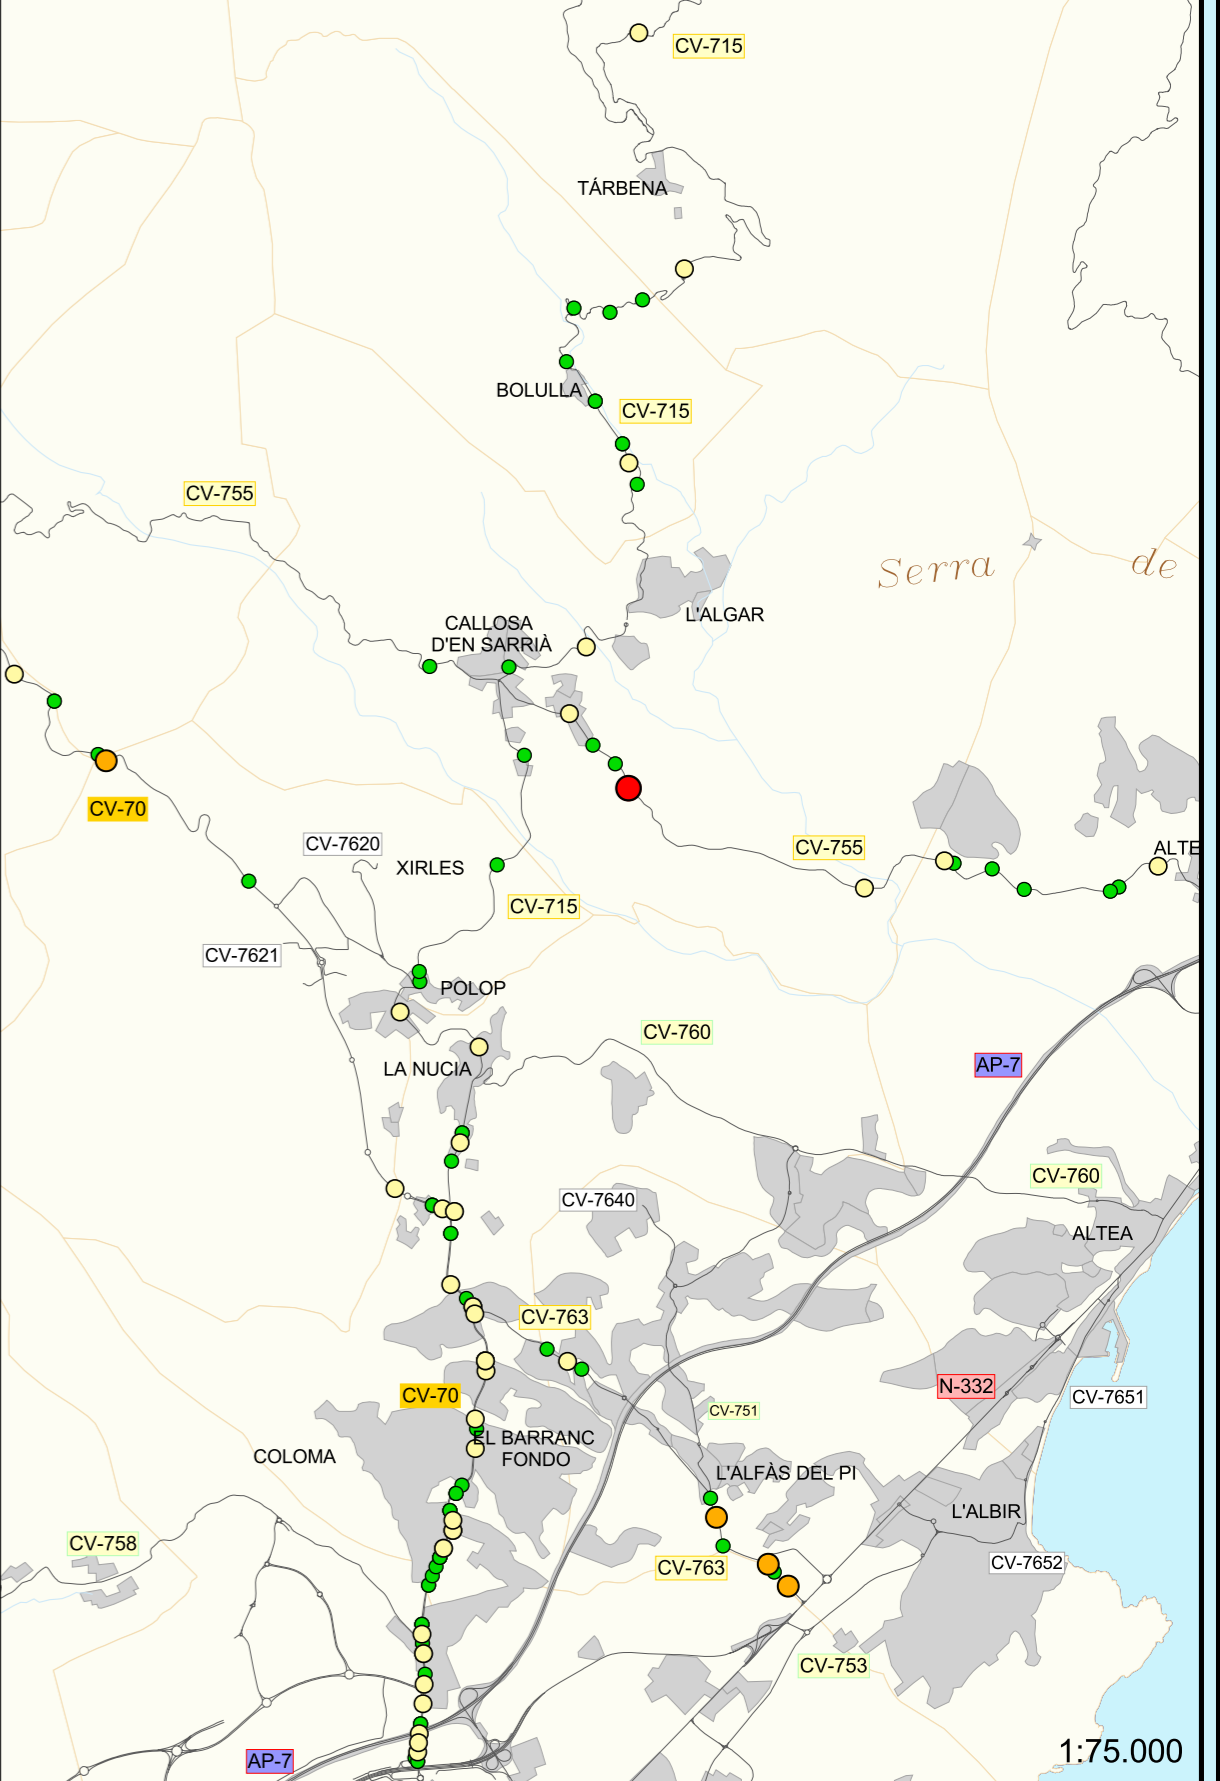 CV-715
TÁRBENA
BOLULLA
CV-715
CV-755
Serra de
L'ALGAR
CALLOSA
D'EN SARRIÀ
CV-70
CV-7620
XIRLES
CV-755
ALTE
CV-715
CV-7621
POLOP
CV-760
LA NUCIA
AP-7
CV-760
CV-7640
ALTEA
CV-763
N-332
CV-70
CV-7651
CV-751
EL BARRANC
FONDO
COLOMA
L'ALFÀS DEL PI
L'ALBIR
CV-758
CV-763
CV-7652
CV-753
AP-7
1:75.000